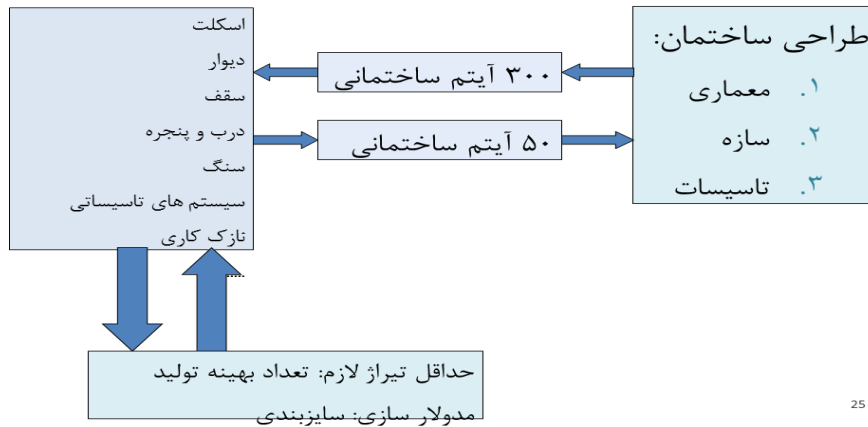 طراحی ساختمان:
۱. معماری
۲. سازه
۳. تاسیسات
۳۰۰ آیتم ساختمانی
۵۰ آیتم ساختمانی
اسکلت
دیوار
سقف
درب و پنجره
سنگ
سیستم های تاسیساتی
نازک کاری
.....
حداقل تیراژ لازم: تعداد بهینه تولید
مدولار سازی: سایزبندی
25